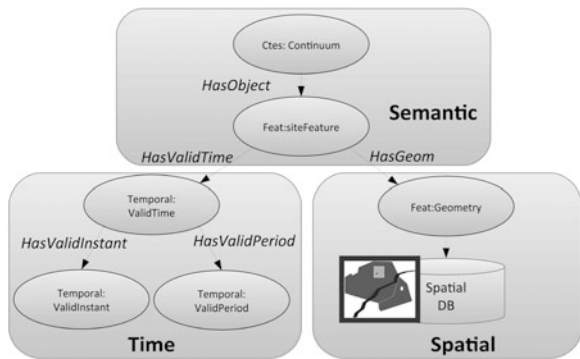 Ctes: Continuum
HasObject
Feat:siteFeature
Semantic
HasValidTime
HasGeom
Temporal:
ValidTime
Feat:Geometry
HasValidInstant
HasValidPeriod
Temporal:
ValidInstant
Temporal:
ValidPeriod
Spatial
DB
Time
Spatial